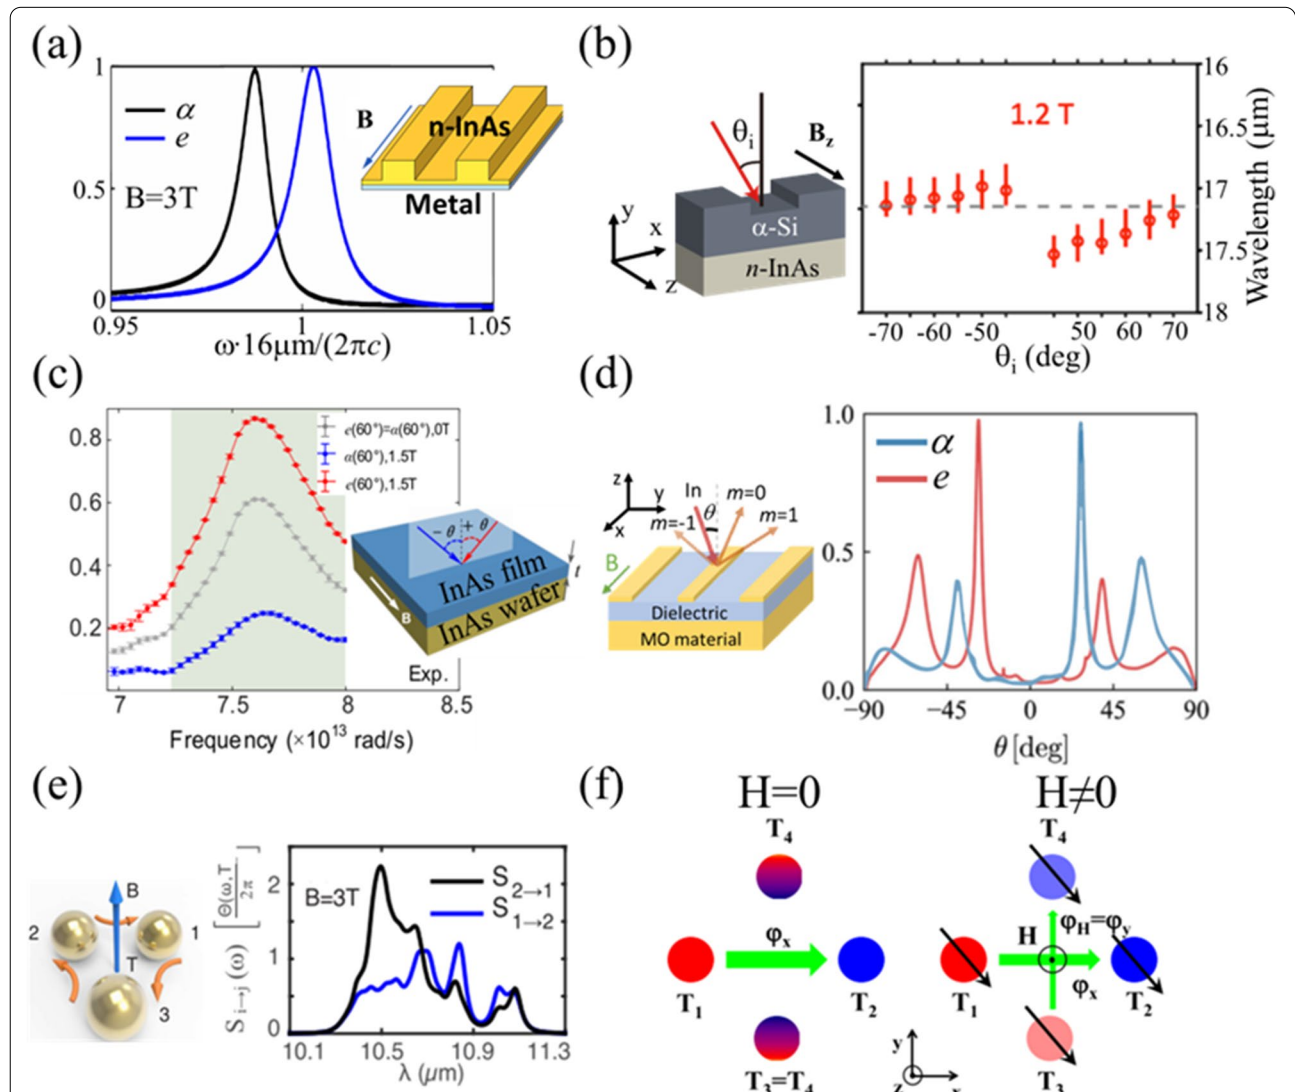 (a)
1
0.5
0
α
e
B=3T
B
n-InAs
Metal
0.95
1
1.05
ω·16μm/(2πc)
(b)
θi
Bz
y
x
z
α-Si
n-InAs
1.2 T
16
16.5
17
17.5
18
Wavelength (μm)
-70
-60
-50
50
60
70
θi (deg)
(c)
0.8
0.6
0.4
0.2
e(60°)=α(60°),0T
α(60°),1.5T
e(60°),1.5T
-θ
+θ
InAs film
InAs wafer
t
B
Exp.
7
7.5
8
8.5
Frequency (×10^13 rad/s)
(d)
z
y
x
In
θ
m=0
m=-1
m=1
B
Dielectric
MO material
1.0
0.5
0.0
α
e
−90
−45
0
45
90
θ [deg]
(e)
B
2
1
T
3
S i→j (ω) [Θ(ω,T)/2π]
2
1
0
B=3T
S 2→1
S 1→2
10.1
10.5
10.9
11.3
λ (μm)
(f)
H=0
H≠0
T4
T4
φx
H
φH=φy
φx
T1
T2
T1
T2
T3=T4
y
z
x
T3